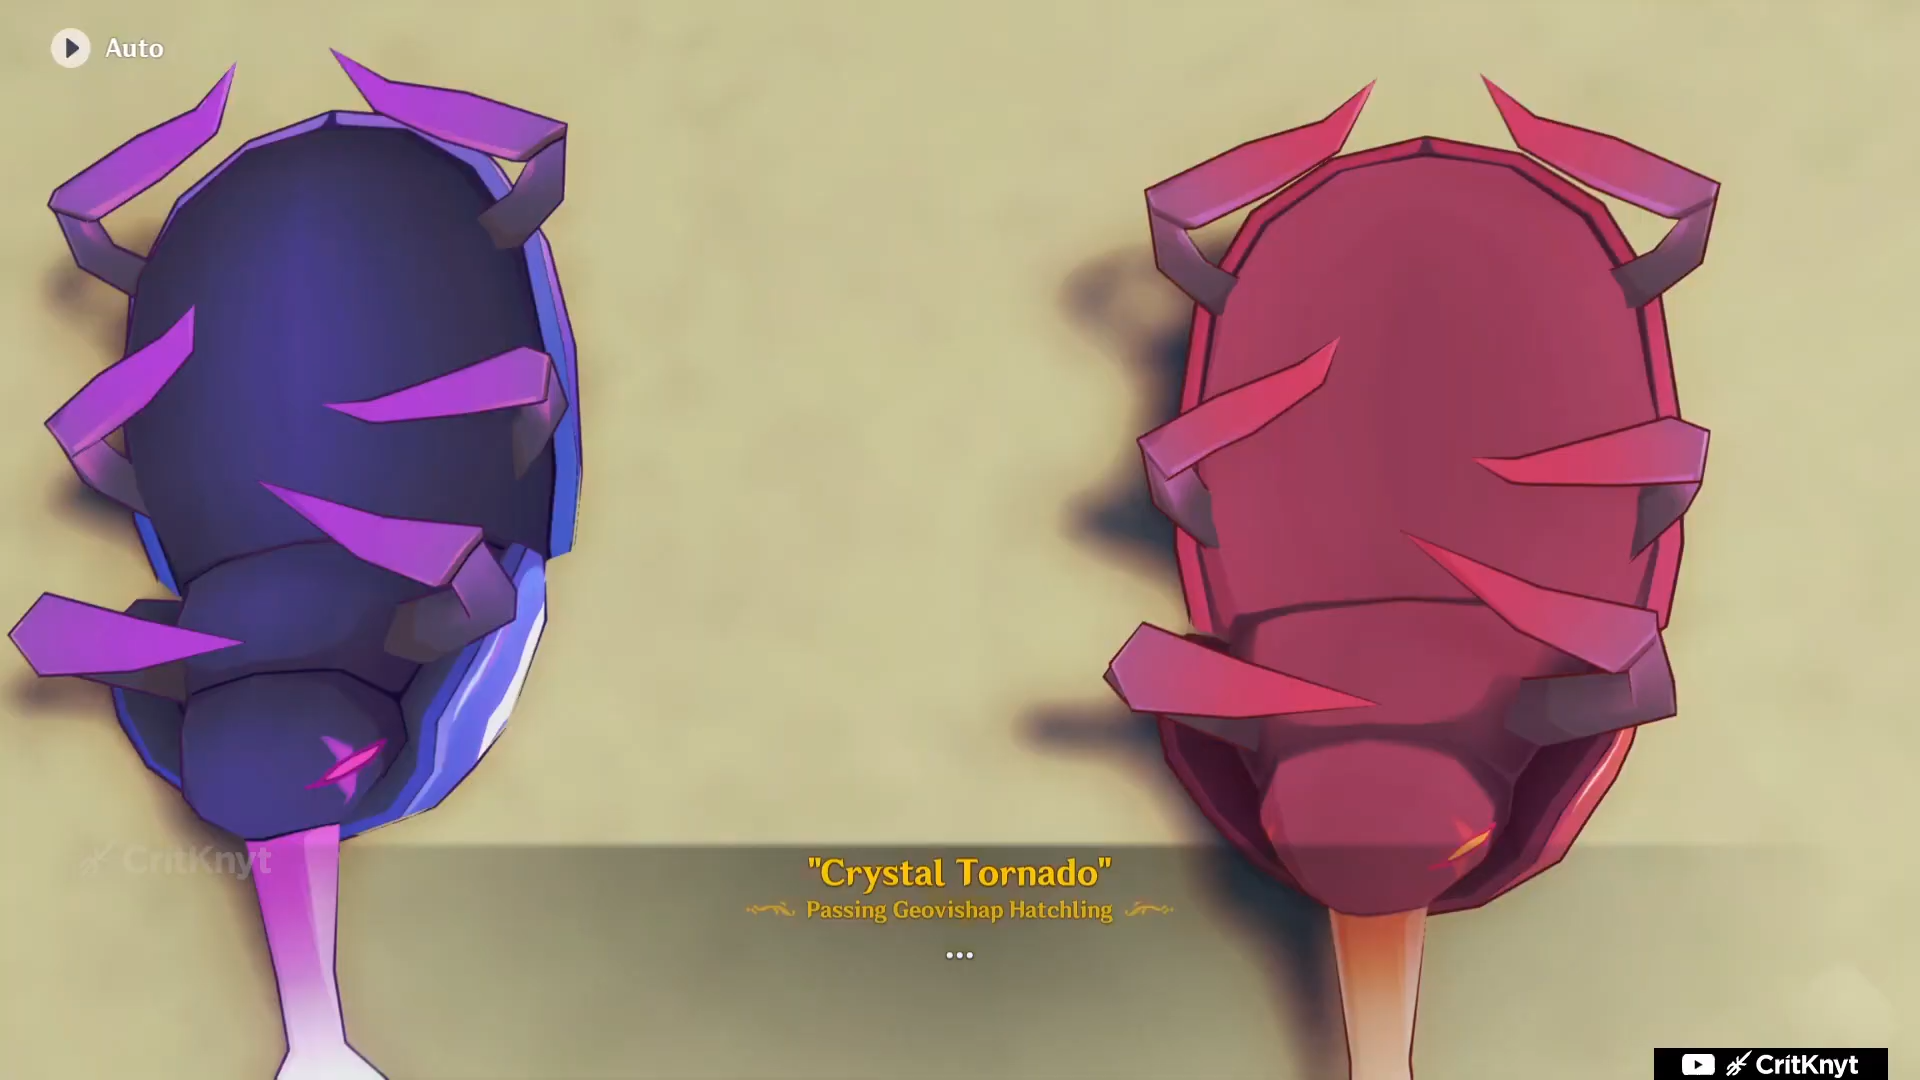 Auto
CritKnyt
"Crystal Tornado"
Passing Geovishap Hatchling
...
CritKnyt